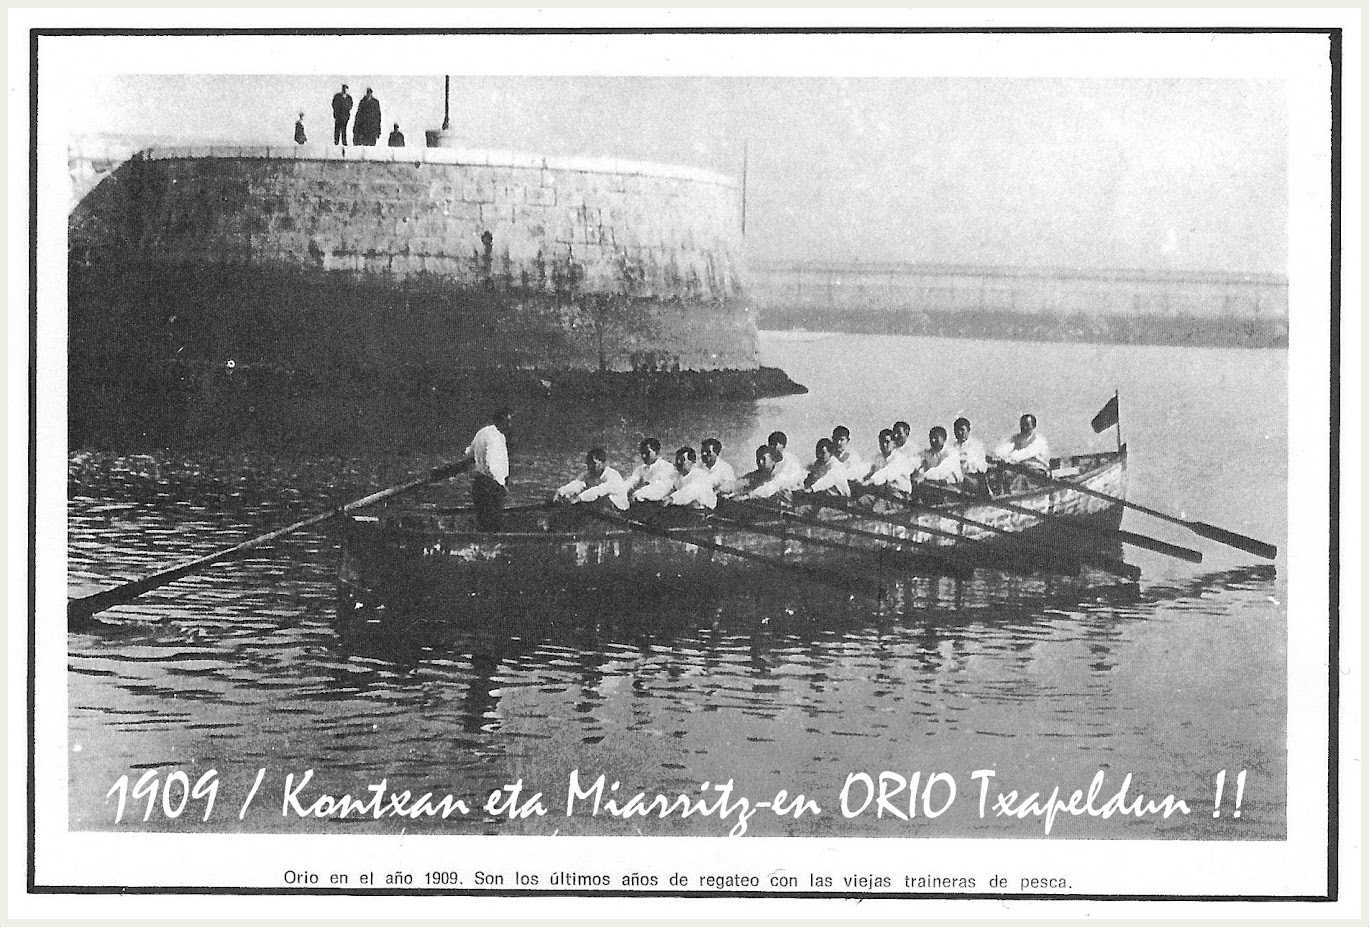 1909 / Kontxan eta Miarritz-en ORIO Txapeldun !!
Orio en el año 1909. Son los últimos años de regateo con las viejas traineras de pesca.